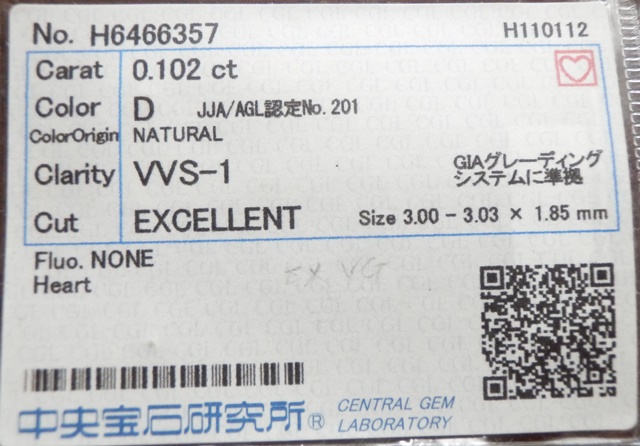 No. H6466357 H110112
Carat 0.102 ct
Color D JJA/AGL認定No.201
ColorOrigin NATURAL
Clarity VVS-1 GIAグレーディング
システムに準拠
Cut EXCELLENT Size 3.00 - 3.03 × 1.85 mm
Fluo. NONE
Heart
EX VG
中央宝石研究所® CENTRAL GEM
LABORATORY